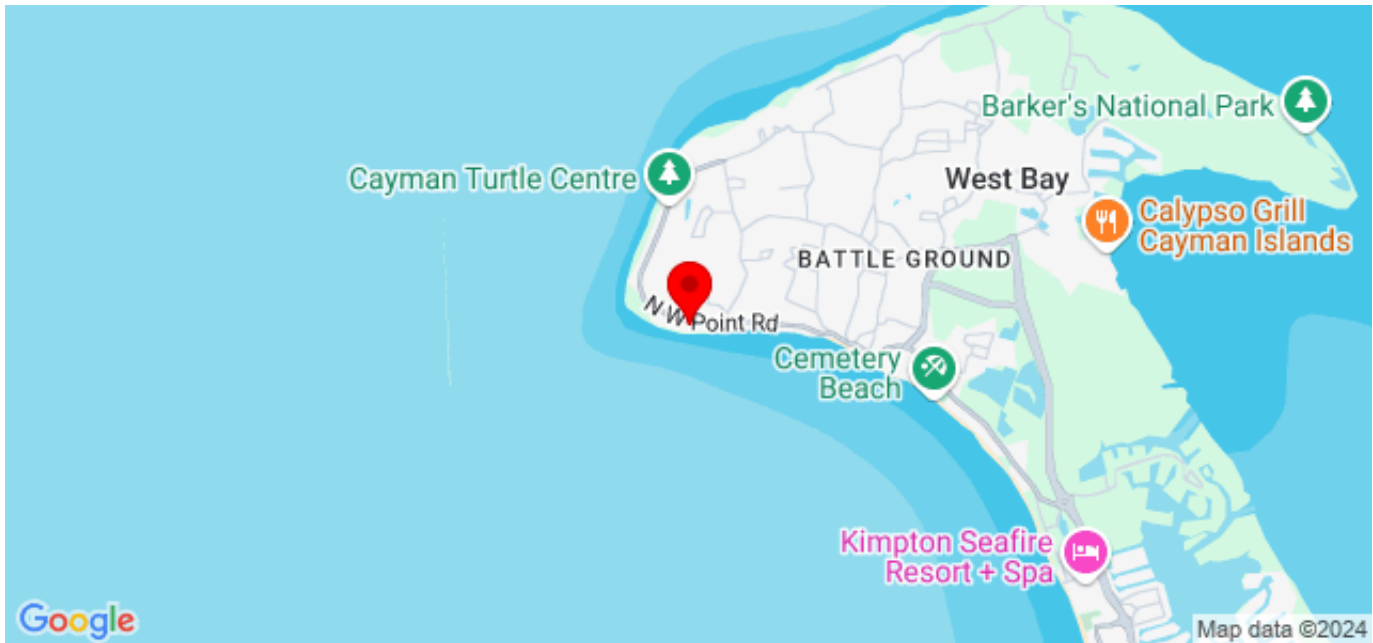 Barker's National Park
Cayman Turtle Centre
West Bay
Calypso Grill
Cayman Islands
BATTLE GROUND
N W Point Rd
Cemetery
Beach
Kimpton Seafire
Resort + Spa
Google
Map data ©2024